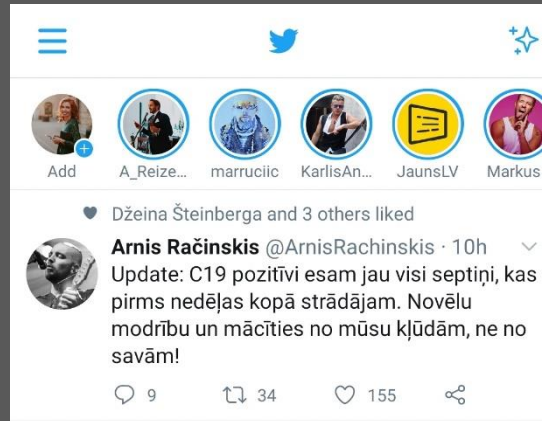 Add
A_Reize...
marruciic
KarlisAn...
JaunsLV
Markus
Džeina Šteinberga and 3 others liked
Arnis Račinskis @ArnisRachinskis · 10h
Update: C19 pozitīvi esam jau visi septiņi, kas
pirms nedēļas kopā strādājam. Novēlu
modrību un mācīties no mūsu kļūdām, ne no
savām!
9
34
155